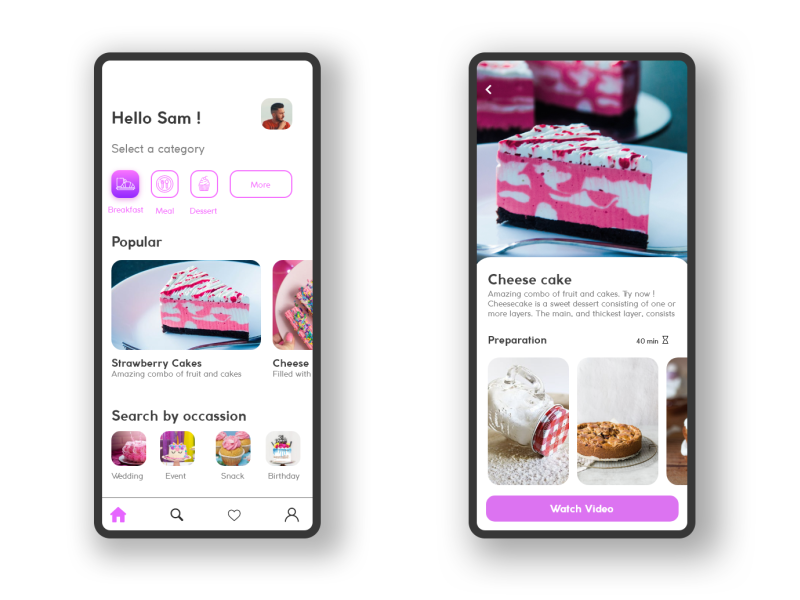 Hello Sam !
Select a category
More
Breakfast
Meal
Dessert
Popular
Strawberry Cakes
Cheese
Amazing combo of fruit and cakes
Filled with
Search by occassion
Wedding
Event
Snack
Birthday
Cheese cake
Amazing combo of fruit and cakes. Try now !
Cheesecake is a sweet dessert consisting of one or
more layers. The main, and thickest layer, consists
Preparation
40 min
Watch Video